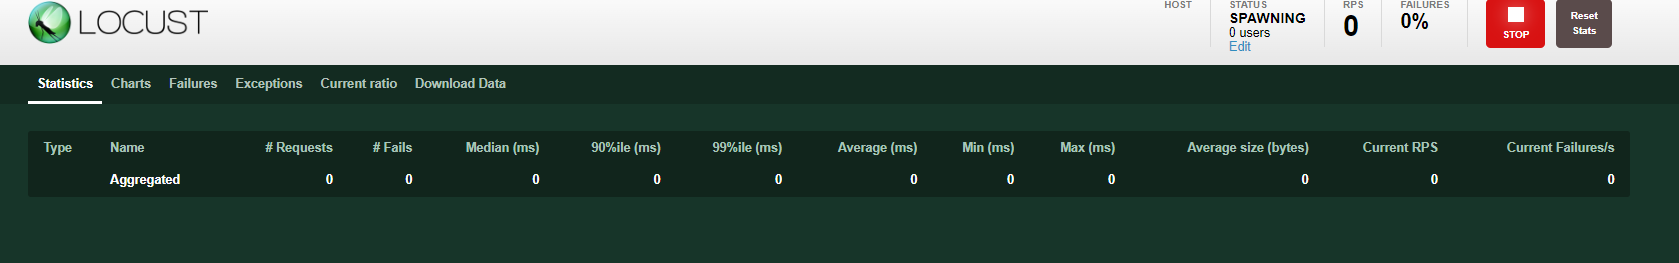 LOCUST
HOST
STATUS
SPAWNING
0 users
Edit
RPS
0
FAILURES
0%
STOP
Reset
Stats
Statistics Charts Failures Exceptions Current ratio Download Data
Type Name # Requests # Fails Median (ms) 90%ile (ms) 99%ile (ms) Average (ms) Min (ms) Max (ms) Average size (bytes) Current RPS Current Failures/s
Aggregated 0 0 0 0 0 0 0 0 0 0 0